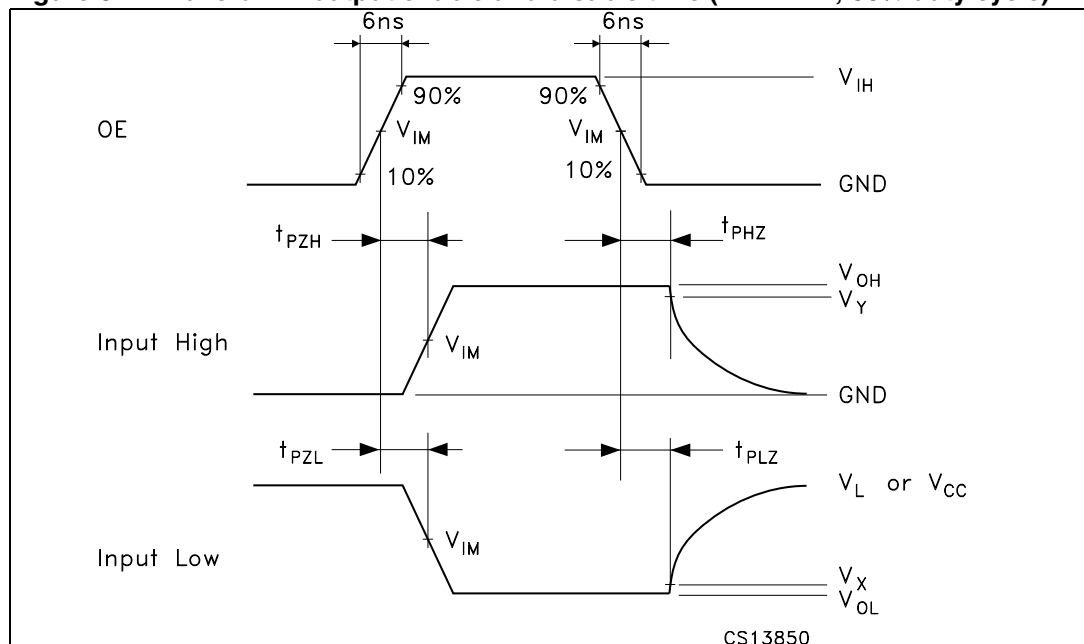 6ns 6ns
V_IH
90% 90%
OE V_IM V_IM
10% 10%
GND
t_PZH t_PHZ
V_OH
V_Y
Input High V_IM
GND
t_PZL t_PLZ
V_L or V_CC
V_IM
Input Low
V_X
V_OL
CS13850